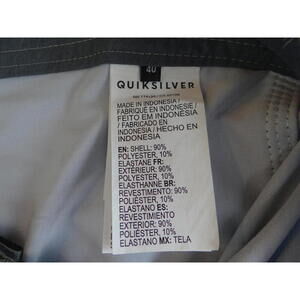 40
QUIKSILVER
MADE IN INDONESIA /
FABRIQUÉ EN INDONESIE/
FEITO EM INDONÉSIA
/ FABRICADO EN
INDONESIA / HECHO EN
INDONESIA
EN: SHELL: 90%
POLYESTER, 10%
ELASTANE FR:
EXTÉRIEUR: 90%
POLYESTER, 10%
ELASTHANNE BR:
REVESTIMENTO: 90%
POLIÉSTER, 10%
ELASTANO ES:
REVESTIMIENTO
EXTERIOR: 90%
POLIÉSTER, 10%
ELASTANO MX: TELA